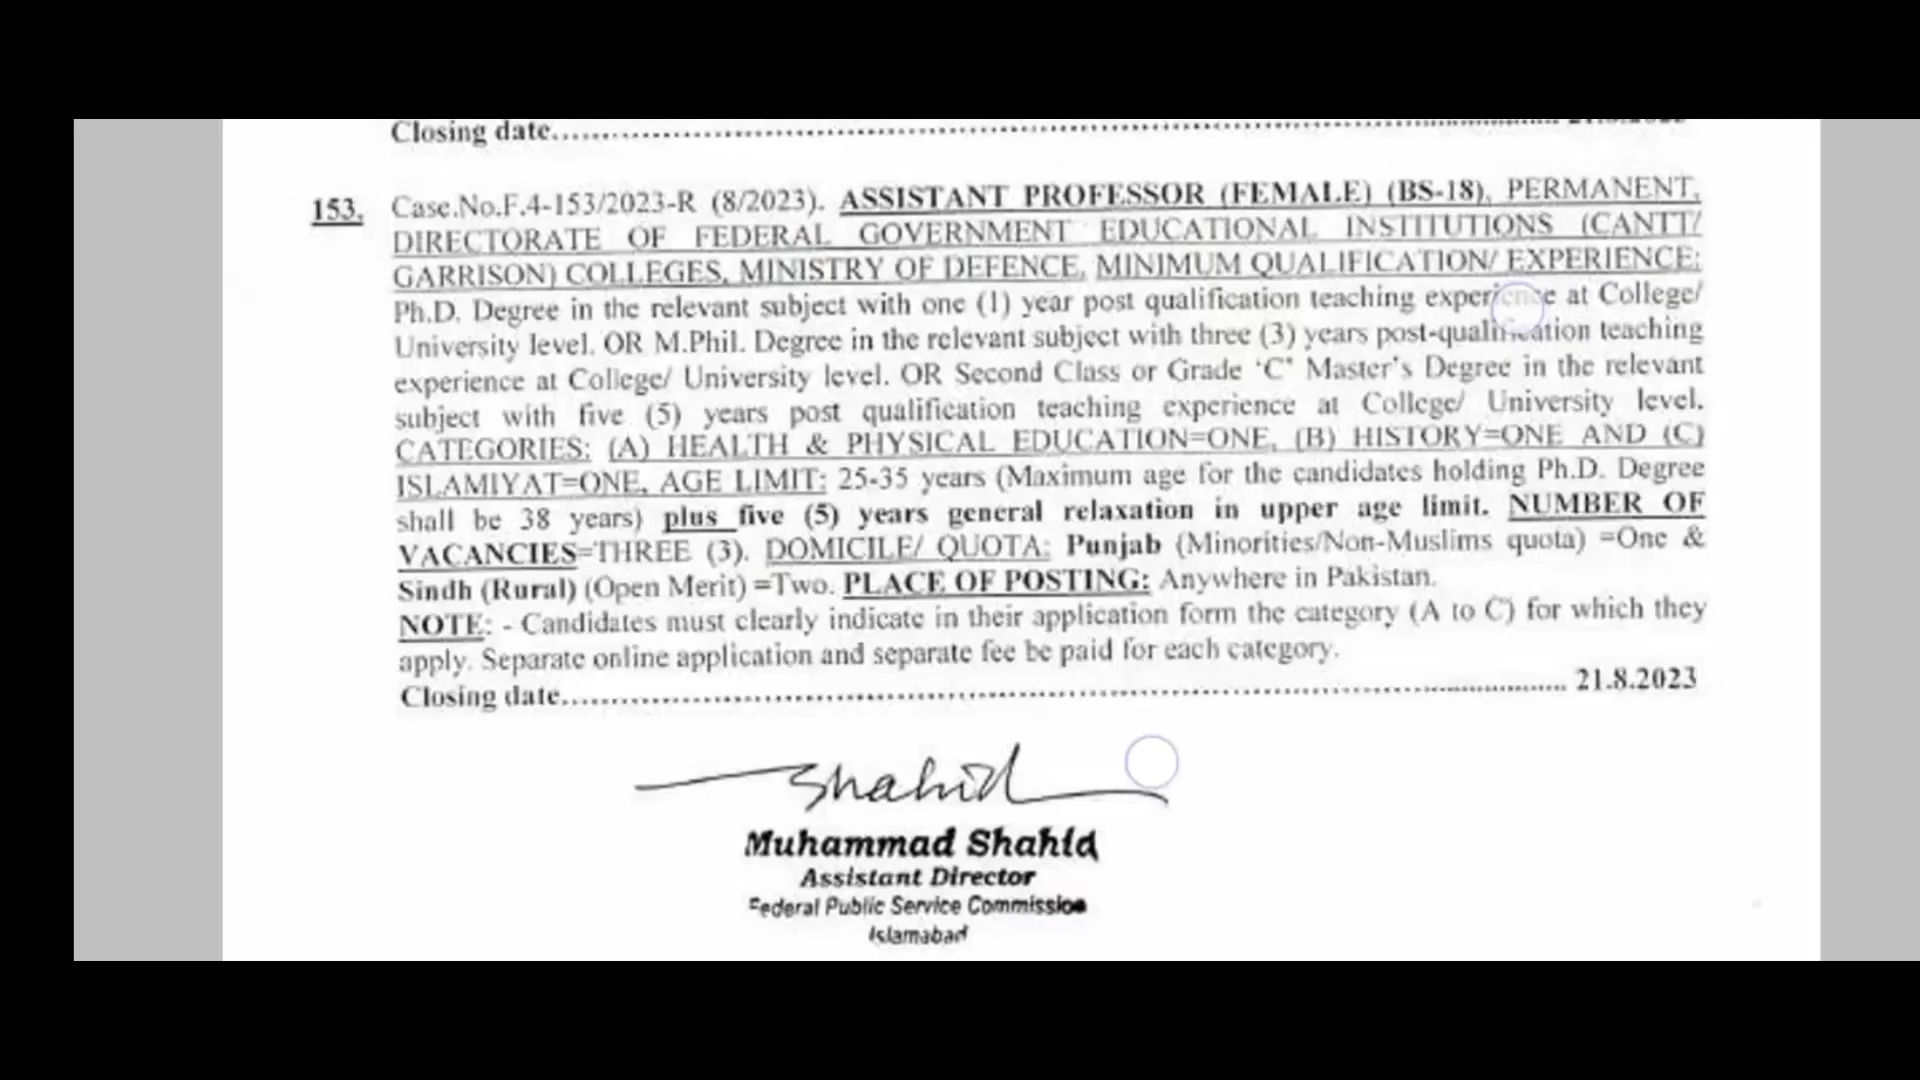 Closing date
153. Case.No.F.4-153/2023-R (8/2023). ASSISTANT PROFESSOR (FEMALE) (BS-18), PERMANENT,
DIRECTORATE OF FEDERAL GOVERNMENT EDUCATIONAL INSTITUTIONS (CANTT/
GARRISON) COLLEGES, MINISTRY OF DEFENCE. MINIMUM QUALIFICATION/ EXPERIENCE:
Ph.D. Degree in the relevant subject with one (1) year post qualification teaching experience at College/
University level. OR M.Phil. Degree in the relevant subject with three (3) years post-qualification teaching
experience at College/ University level. OR Second Class or Grade 'C' Master's Degree in the relevant
subject with five (5) years post qualification teaching experience at College/ University level.
CATEGORIES: (A) HEALTH & PHYSICAL EDUCATION=ONE, (B) HISTORY=ONE AND (C)
ISLAMIYAT=ONE. AGE LIMIT: 25-35 years (Maximum age for the candidates holding Ph.D. Degree
shall be 38 years) plus five (5) years general relaxation in upper age limit. NUMBER OF
VACANCIES=THREE (3). DOMICILE/ QUOTA: Punjab (Minorities/Non-Muslims quota) =One &
Sindh (Rural) (Open Merit) =Two. PLACE OF POSTING: Anywhere in Pakistan.
NOTE: - Candidates must clearly indicate in their application form the category (A to C) for which they
apply. Separate online application and separate fee be paid for each category.
Closing date........................................................................ 21.8.2023
Shahid
Muhammad Shahid
Assistant Director
Federal Public Service Commission
Islamabad